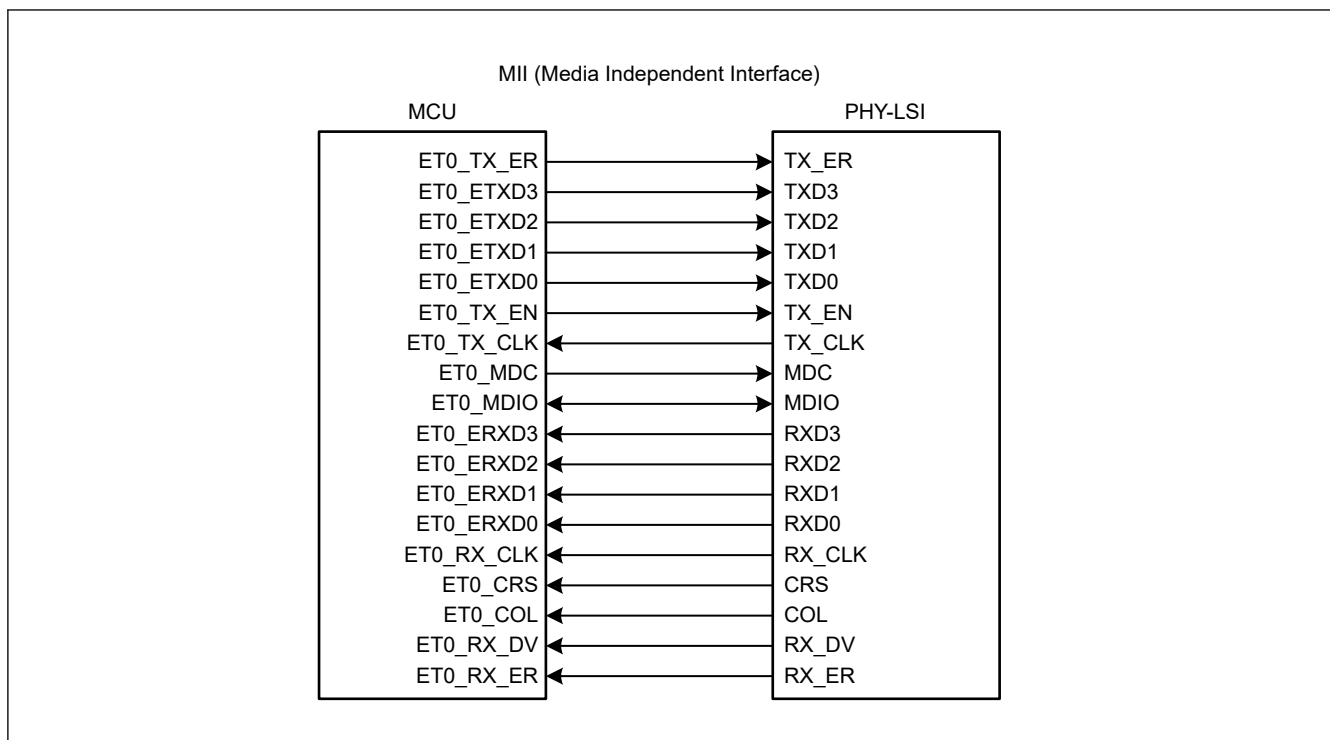 MII (Media Independent Interface)
MCU PHY-LSI
ET0_TX_ER TX_ER
ET0_ETXD3 TXD3
ET0_ETXD2 TXD2
ET0_ETXD1 TXD1
ET0_ETXD0 TXD0
ET0_TX_EN TX_EN
ET0_TX_CLK TX_CLK
ET0_MDC MDC
ET0_MDIO MDIO
ET0_ERXD3 RXD3
ET0_ERXD2 RXD2
ET0_ERXD1 RXD1
ET0_ERXD0 RXD0
ET0_RX_CLK RX_CLK
ET0_CRS CRS
ET0_COL COL
ET0_RX_DV RX_DV
ET0_RX_ER RX_ER